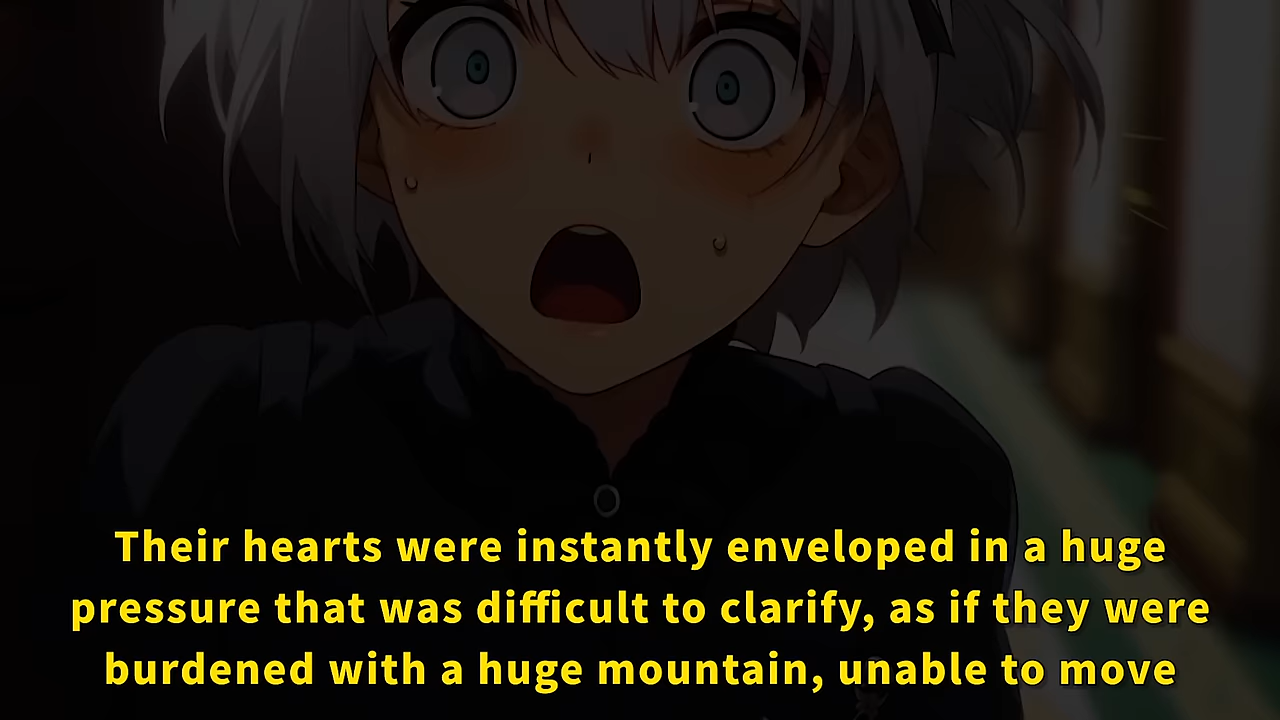 Their hearts were instantly enveloped in a huge
pressure that was difficult to clarify, as if they were
burdened with a huge mountain, unable to move